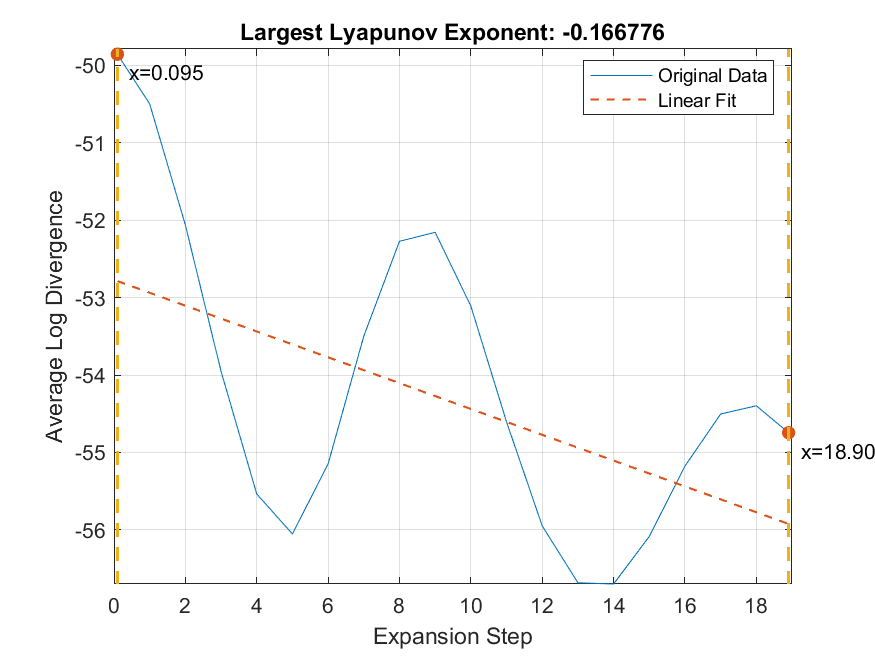 Largest Lyapunov Exponent: -0.166776
-50
-51
-52
-53
-54
-55
-56
Average Log Divergence
x=0.095
Original Data
Linear Fit
x=18.90
0 2 4 6 8 10 12 14 16 18
Expansion Step